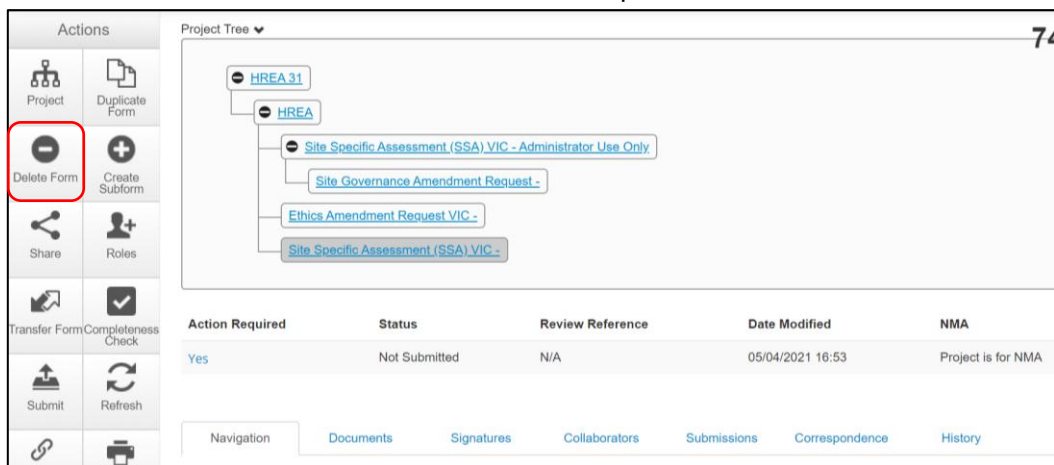 Actions
Project
Duplicate
Form
Delete Form
Create
Subform
Share
Roles
Transfer Form
Completeness
Check
Submit
Refresh
Project Tree
74
HREA 31
HREA
Site Specific Assessment (SSA) VIC - Administrator Use Only
Site Governance Amendment Request -
Ethics Amendment Request VIC -
Site Specific Assessment (SSA) VIC -
Action Required Status Review Reference Date Modified NMA
Yes Not Submitted N/A 05/04/2021 16:53 Project is for NMA
Navigation Documents Signatures Collaborators Submissions Correspondence History